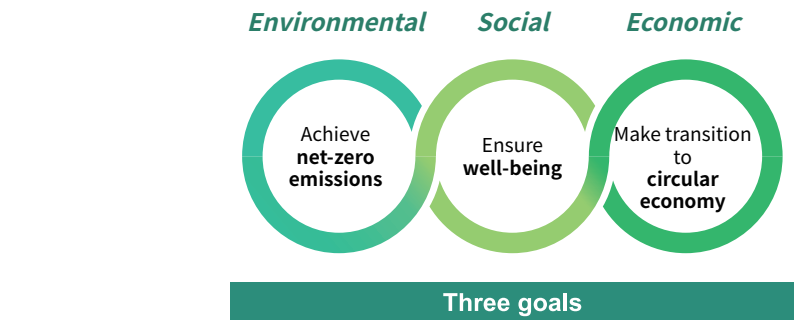 Environmental
Social
Economic
Achieve
net-zero
emissions
Ensure
well-being
Make transition
to
circular
economy
Three goals